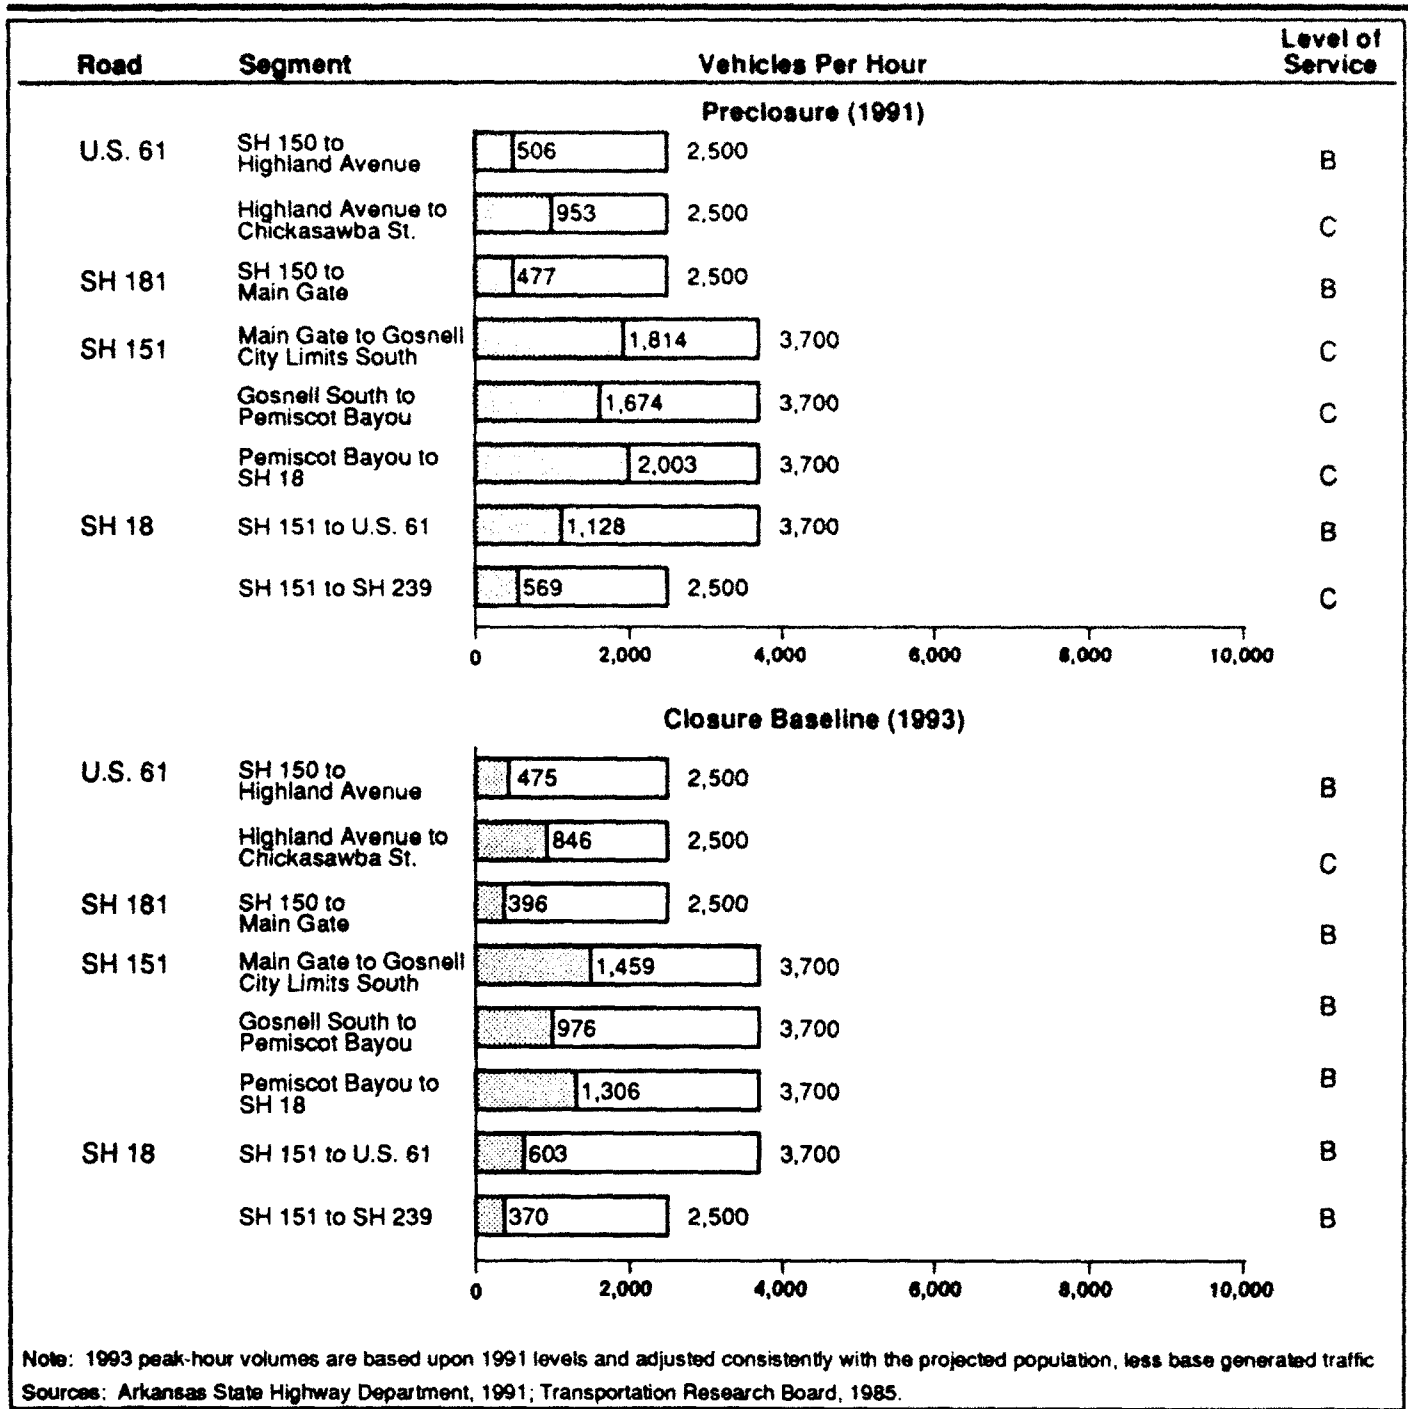 Level of
Road Segment Vehicles Per Hour Service
Preclosure (1991)
U.S. 61 SH 150 to Highland Avenue 506 2,500 B
Highland Avenue to Chickasawba St. 953 2,500 C
SH 181 SH 150 to Main Gate 477 2,500 B
SH 151 Main Gate to Gosnell City Limits South 1,814 3,700 C
Gosnell South to Pemiscot Bayou 1,674 3,700 C
Pemiscot Bayou to SH 18 2,003 3,700 C
SH 18 SH 151 to U.S. 61 1,128 3,700 B
SH 151 to SH 239 569 2,500 C
0 2,000 4,000 6,000 8,000 10,000
Closure Baseline (1993)
U.S. 61 SH 150 to Highland Avenue 475 2,500 B
Highland Avenue to Chickasawba St. 846 2,500 C
SH 181 SH 150 to Main Gate 396 2,500 B
SH 151 Main Gate to Gosnell City Limits South 1,459 3,700 B
Gosnell South to Pemiscot Bayou 976 3,700 B
Pemiscot Bayou to SH 18 1,306 3,700
SH 18 SH 151 to U.S. 61 603 3,700 B
SH 151 to SH 239 370 2,500 B
0 2,000 4,000 6,000 8,000 10,000
Note: 1993 peak-hour volumes are based upon 1991 levels and adjusted consistently with the projected population, less base generated traffic
Sources: Arkansas State Highway Department, 1991; Transportation Research Board, 1985.